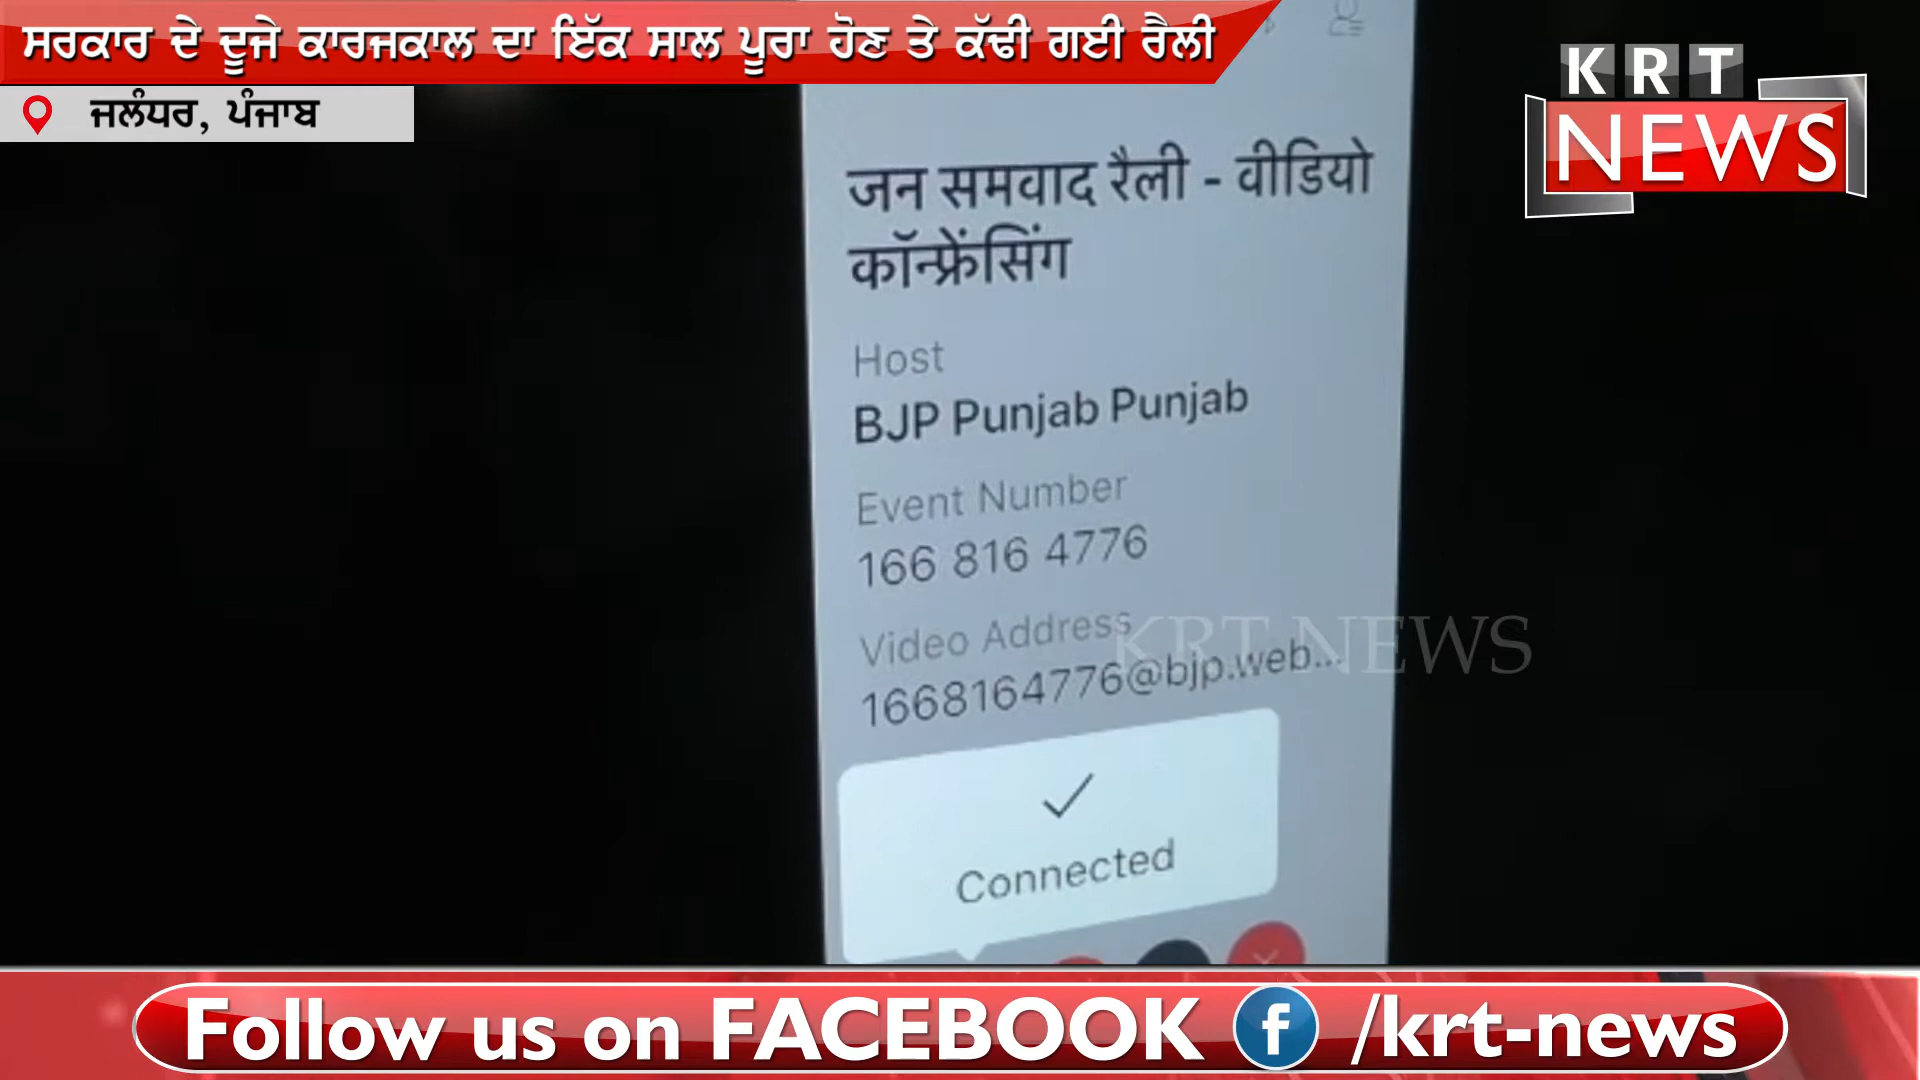 ਸਰਕਾਰ ਦੇ ਦੂਜੇ ਕਾਰਜਕਾਲ ਦਾ ਇੱਕ ਸਾਲ ਪੂਰਾ ਹੋਣ ਤੇ ਕੱਢੀ ਗਈ ਰੈਲੀ
ਜਲੰਧਰ, ਪੰਜਾਬ
KRT
NEWS
जन समवाद रैली - वीडियो
कॉन्फ्रेंसिंग
Host
BJP Punjab Punjab
Event Number
166 816 4776
Video Address
1668164776@bjp.web...
KRT NEWS
Connected
Follow us on FACEBOOK f /krt-news